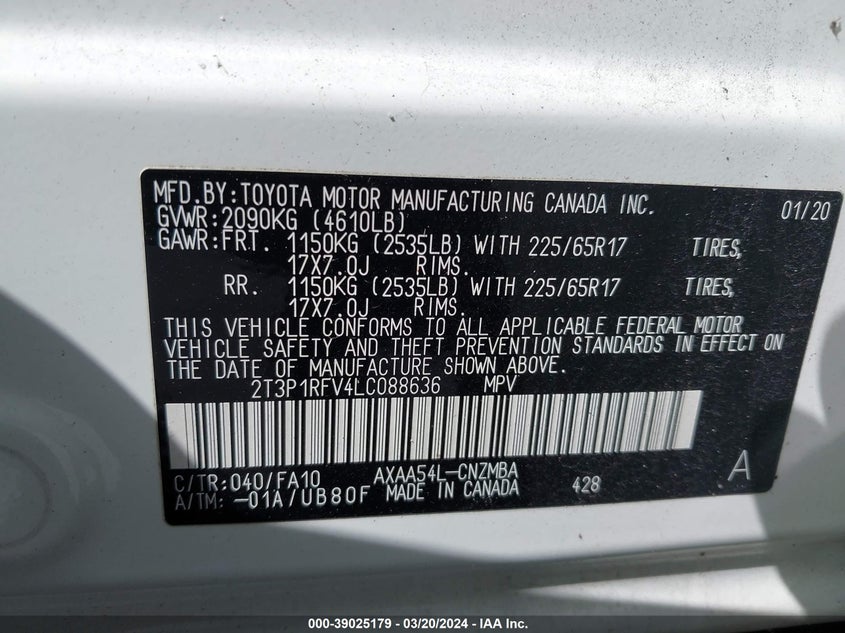 MFD.BY:TOYOTA MOTOR MANUFACTURING CANADA INC. 01/20
GVWR:2090KG (4610LB)
GAWR:FRT. 1150KG (2535LB) WITH 225/65R17 TIRES,
17X7.0J RIMS.
RR. 1150KG (2535LB) WITH 225/65R17 TIRES,
17X7.0J RIMS.
THIS VEHICLE CONFORMS TO ALL APPLICABLE FEDERAL MOTOR
VEHICLE SAFETY AND THEFT PREVENTION STANDARDS IN EFFECT ON
THE DATE OF MANUFACTURE SHOWN ABOVE.
2T3P1RFV4LC088636 MPV
C/TR:040/FA10 AXAA54L-CNZMBA A
A/TM: -01A/UB80F MADE IN CANADA 428
000-39025179 - 03/20/2024 - IAA Inc.